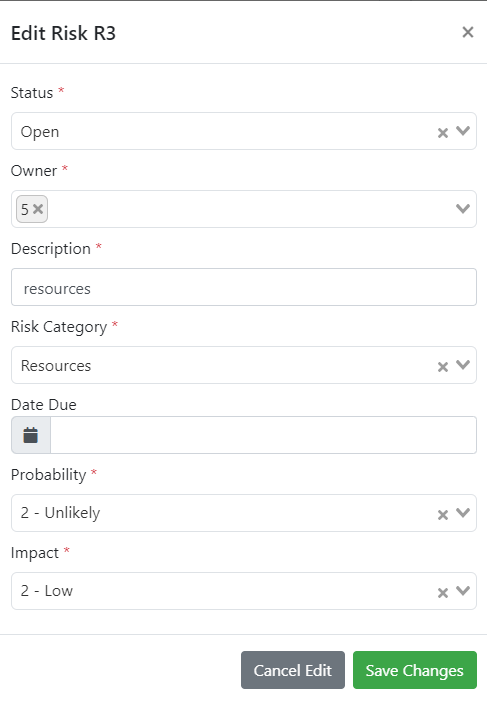 Edit Risk R3 ×
Status *
Open ×
Owner *
5 ×
Description *
resources
Risk Category *
Resources ×
Date Due
Probability *
2 - Unlikely ×
Impact *
2 - Low ×
Cancel Edit Save Changes